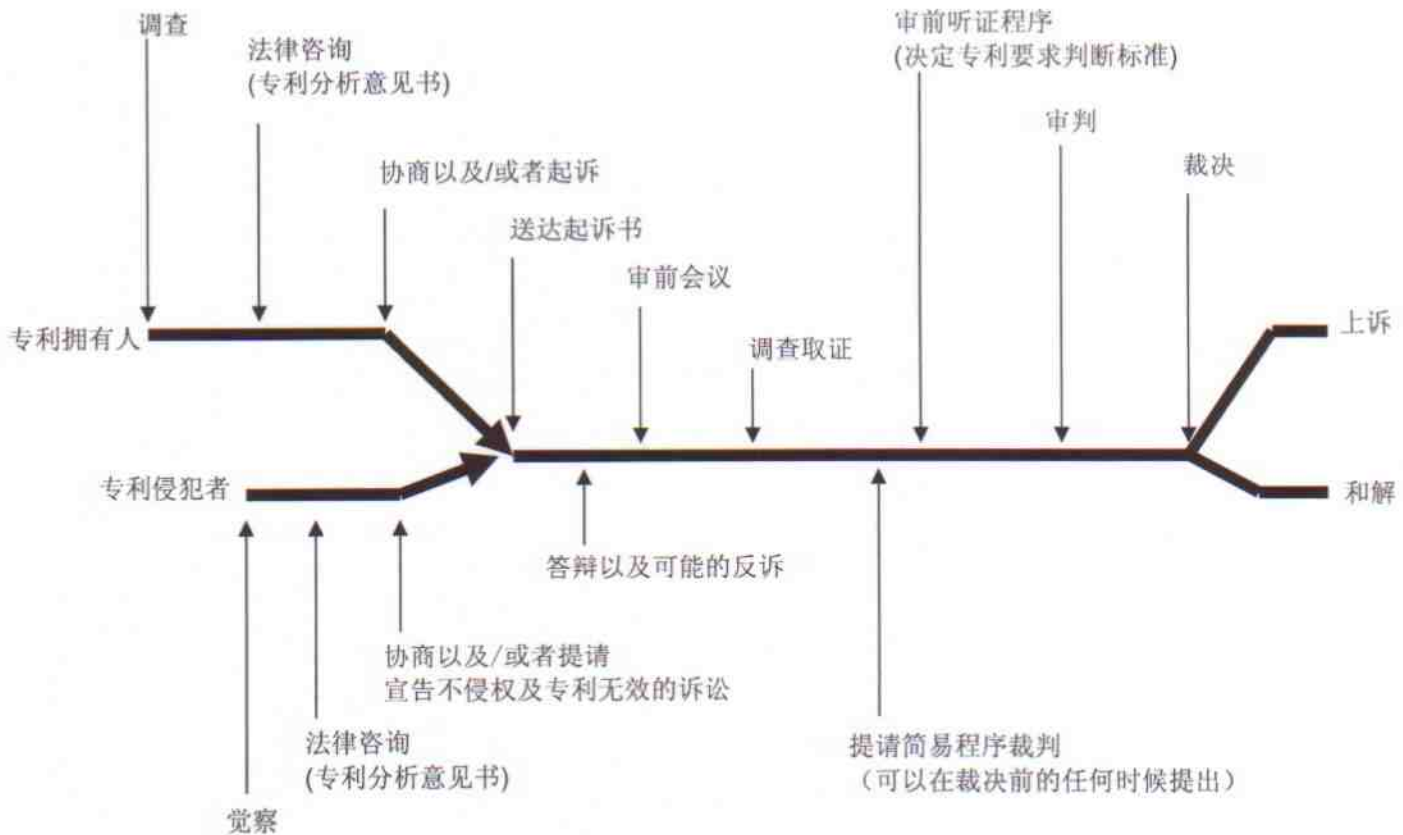 调查
法律咨询
(专利分析意见书)
审前听证程序
(决定专利要求判断标准)
审判
协商以及/或者起诉
裁决
送达起诉书
审前会议
专利拥有人
调查取证
上诉
专利侵犯者
和解
答辩以及可能的反诉
协商以及/或者提请
宣告不侵权及专利无效的诉讼
法律咨询
(专利分析意见书)
提请简易程序裁判
（可以在裁决前的任何时候提出）
觉察